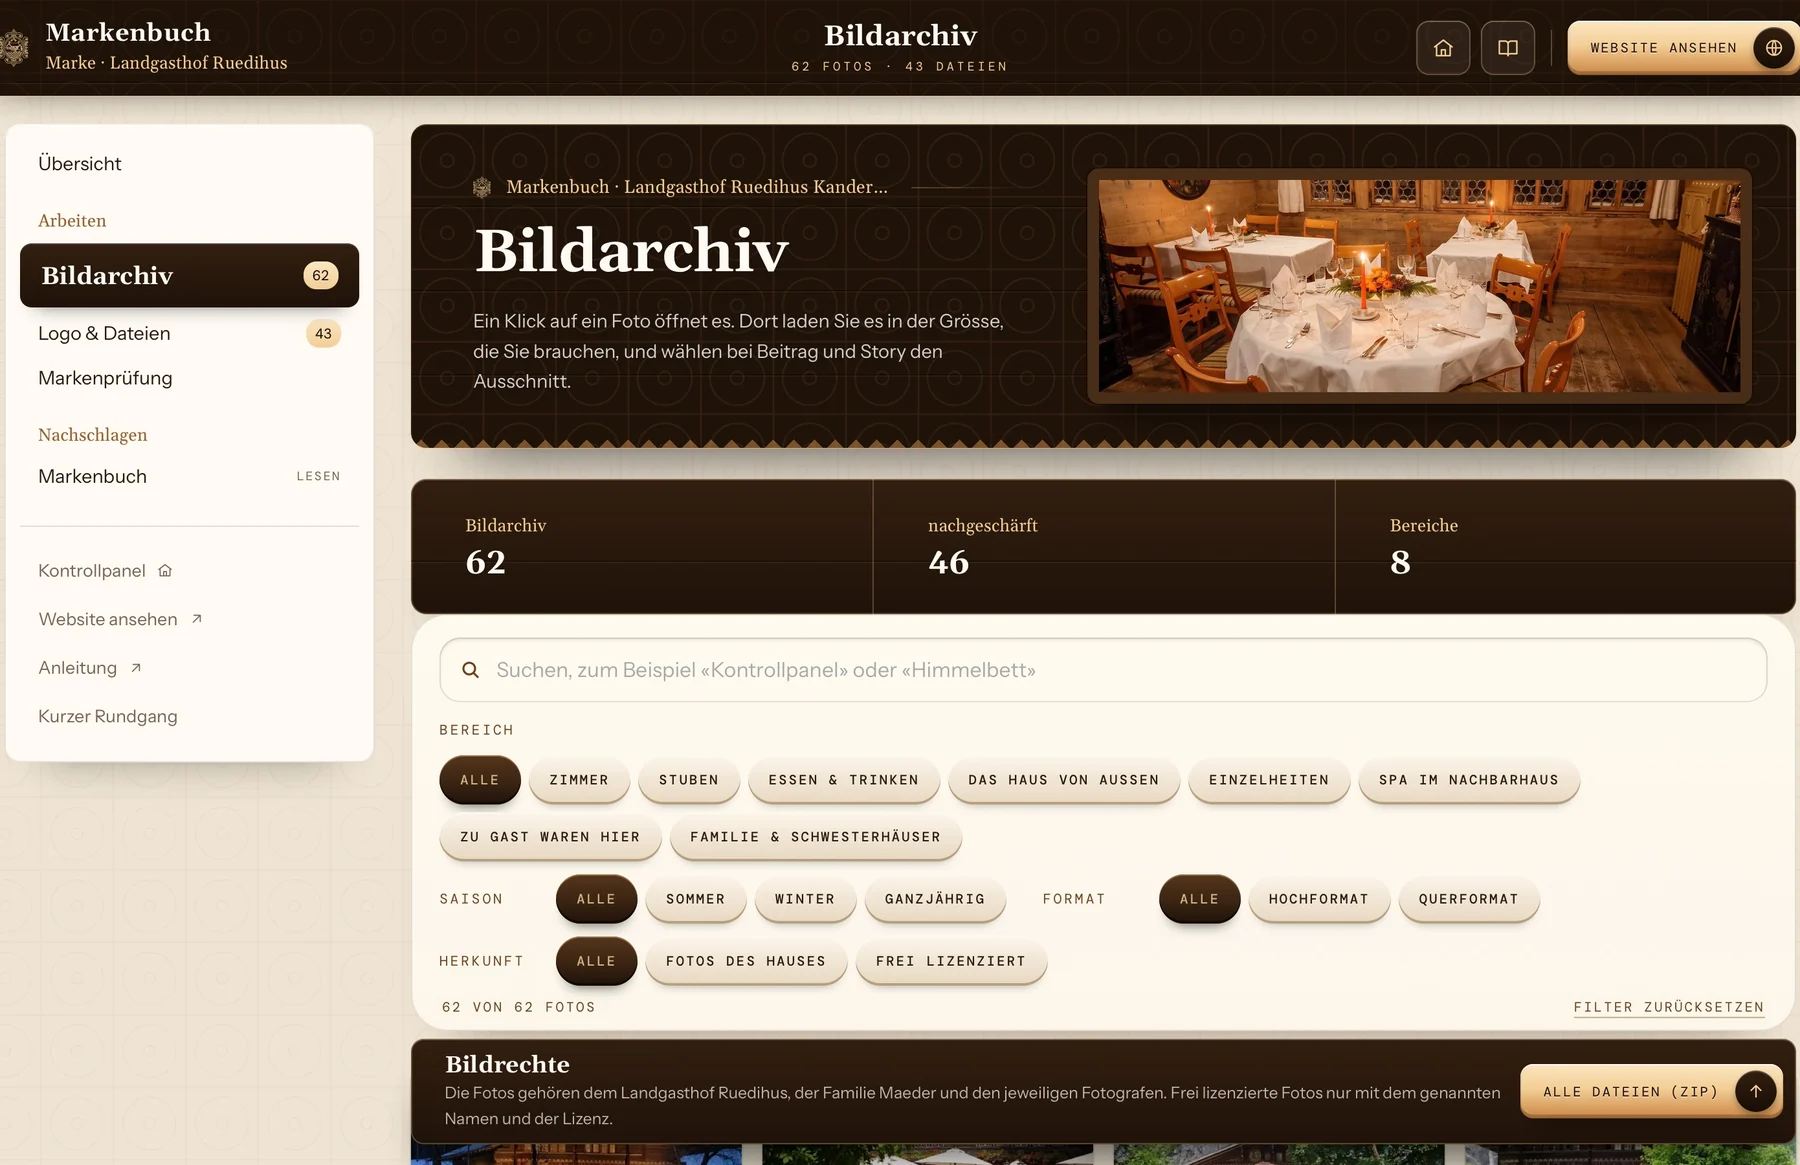 Markenbuch
Marke · Landgasthof Ruedihus
Bildarchiv
62 FOTOS · 43 DATEIEN
WEBSITE ANSEHEN
Übersicht
Arbeiten
Bildarchiv 62
Logo & Dateien 43
Markenprüfung
Nachschlagen
Markenbuch LESEN
Kontrollpanel
Website ansehen
Anleitung
Kurzer Rundgang
Markenbuch · Landgasthof Ruedihus Kander…
Bildarchiv
Ein Klick auf ein Foto öffnet es. Dort laden Sie es in der Grösse,
die Sie brauchen, und wählen bei Beitrag und Story den
Ausschnitt.
Bildarchiv
62
nachgeschärft
46
Bereiche
8
Suchen, zum Beispiel «Kontrollpanel» oder «Himmelbett»
BEREICH
ALLE ZIMMER STUBEN ESSEN & TRINKEN DAS HAUS VON AUSSEN EINZELHEITEN SPA IM NACHBARHAUS
ZU GAST WAREN HIER FAMILIE & SCHWESTERHÄUSER
SAISON ALLE SOMMER WINTER GANZJÄHRIG FORMAT ALLE HOCHFORMAT QUERFORMAT
HERKUNFT ALLE FOTOS DES HAUSES FREI LIZENZIERT
62 VON 62 FOTOS FILTER ZURÜCKSETZEN
Bildrechte
Die Fotos gehören dem Landgasthof Ruedihus, der Familie Maeder und den jeweiligen Fotografen. Frei lizenzierte Fotos nur mit dem genannten
Namen und der Lizenz.
ALLE DATEIEN (ZIP)